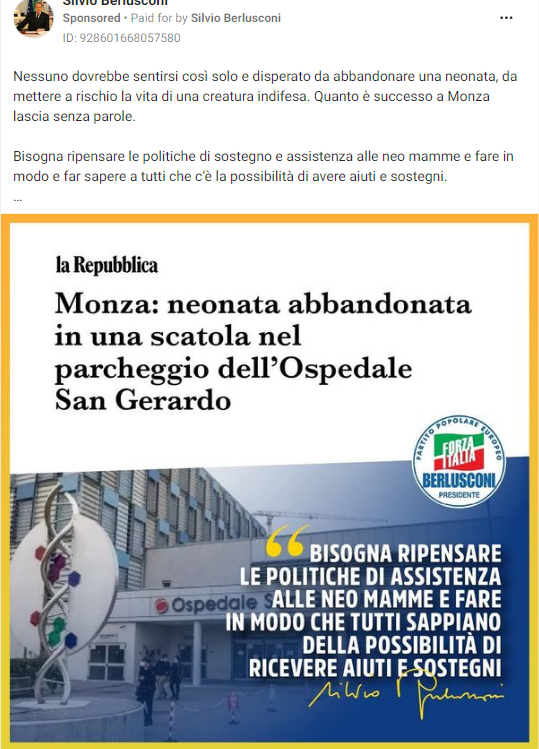 Silvio Berlusconi
Sponsored • Paid for by Silvio Berlusconi
ID: 928601668057580
Nessuno dovrebbe sentirsi così solo e disperato da abbandonare una neonata, da
mettere a rischio la vita di una creatura indifesa. Quanto è successo a Monza
lascia senza parole.
Bisogna ripensare le politiche di sostegno e assistenza alle neo mamme e fare in
modo e far sapere a tutti che c'è la possibilità di avere aiuti e sostegni.
...
la Repubblica
Monza: neonata abbandonata
in una scatola nel
parcheggio dell'Ospedale
San Gerardo
PARTITO POPOLARE EUROPEO
FORZA
ITALIA
BERLUSCONI
PRESIDENTE
“ BISOGNA RIPENSARE
LE POLITICHE DI ASSISTENZA
ALLE NEO MAMME E FARE
IN MODO CHE TUTTI SAPPIANO
DELLA POSSIBILITÀ DI
RICEVERE AIUTI E SOSTEGNI
Ospedale S
Silvio Berlusconi